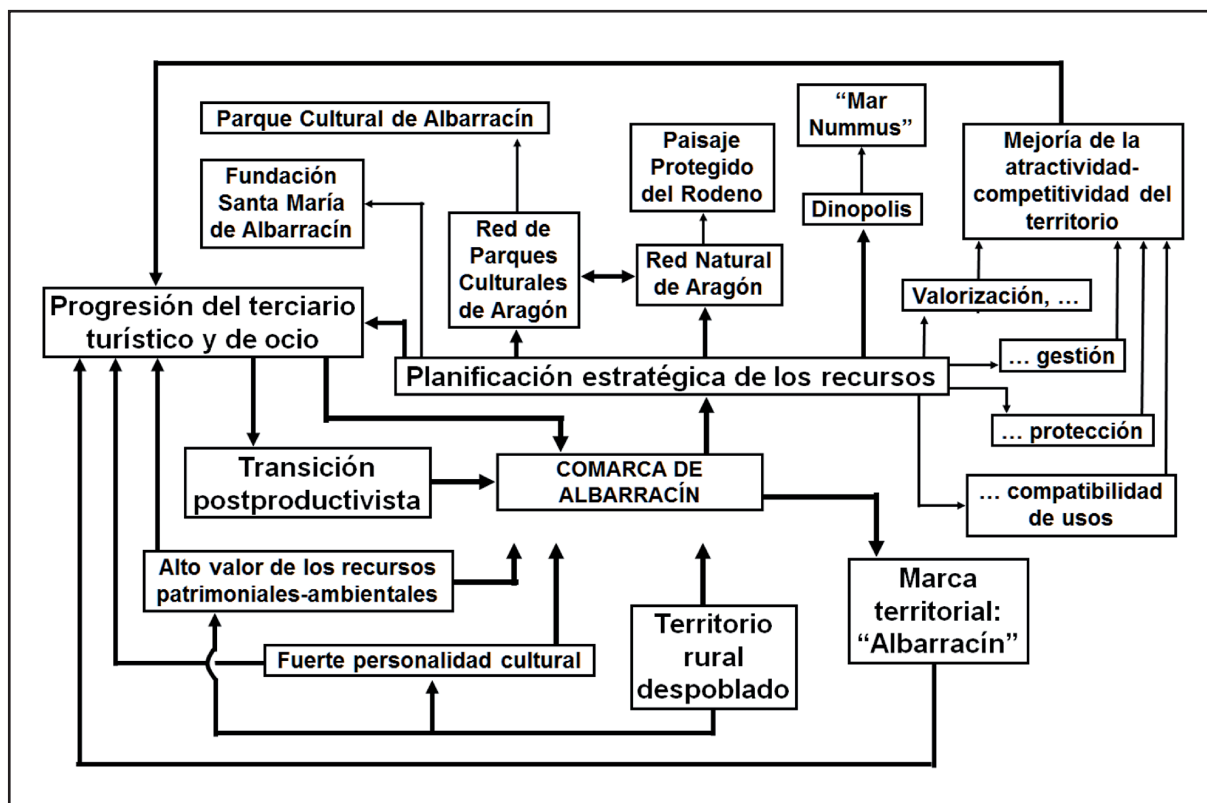 Parque Cultural de Albarracín
“Mar
Nummus”
Fundación
Santa María
de Albarracín
Paisaje
Protegido
del Rodeno
Mejoría de la
atractividad-
competitividad del
territorio
Dinopolis
Red de
Parques
Culturales
de Aragón
Red Natural
de Aragón
Progresión del terciario
turístico y de ocio
Valorización, ...
... gestión
Planificación estratégica de los recursos
... protección
Transición
postproductivista
COMARCA DE
ALBARRACÍN
... compatibilidad
de usos
Alto valor de los recursos
patrimoniales-ambientales
Marca
territorial:
“Albarracín”
Fuerte personalidad cultural
Territorio
rural
despoblado